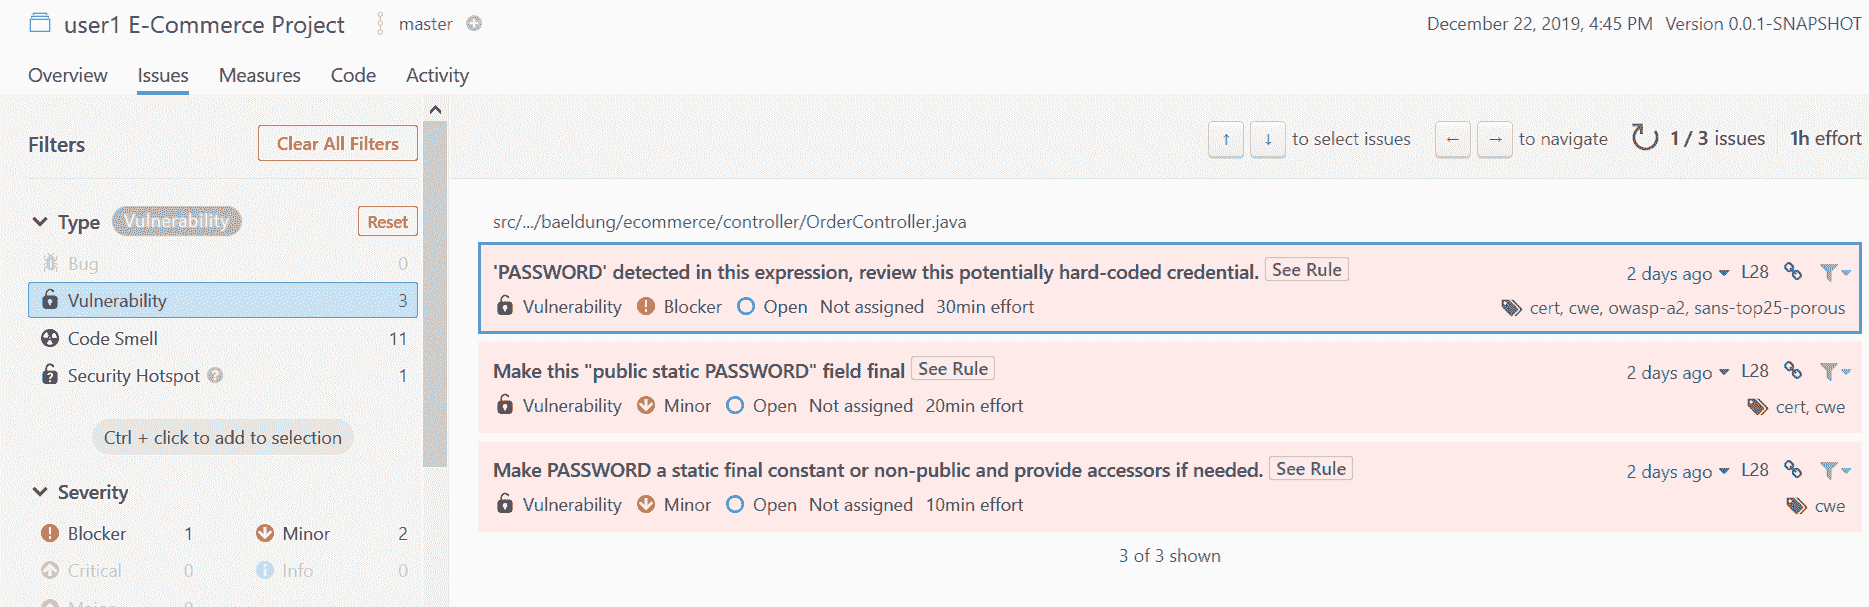 user1 E-Commerce Project master December 22, 2019, 4:45 PM Version 0.0.1-SNAPSHOT
Overview Issues Measures Code Activity
Filters Clear All Filters
↑ ↓ to select issues ← → to navigate 1 / 3 issues 1h effort
Type Vulnerability Reset
Bug 0
Vulnerability 3
Code Smell 11
Security Hotspot ? 1
Ctrl + click to add to selection
Severity
Blocker 1 Minor 2
Critical 0 Info 0
Major 0
src/.../baeldung/ecommerce/controller/OrderController.java
'PASSWORD' detected in this expression, review this potentially hard-coded credential. See Rule 2 days ago L28
Vulnerability Blocker Open Not assigned 30min effort cert, cwe, owasp-a2, sans-top25-porous
Make this "public static PASSWORD" field final See Rule 2 days ago L28
Vulnerability Minor Open Not assigned 20min effort cert, cwe
Make PASSWORD a static final constant or non-public and provide accessors if needed. See Rule 2 days ago L28
Vulnerability Minor Open Not assigned 10min effort cwe
3 of 3 shown